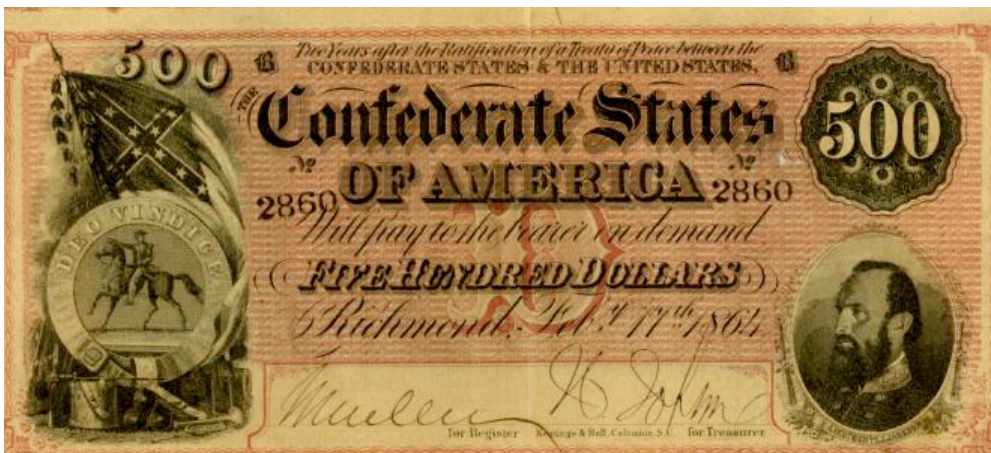 500
Two Years after the Ratification of a Treaty of Peace between the
CONFEDERATE STATES & THE UNITED STATES,
THE
Confederate States
500
No No
OF AMERICA
2860 2860
Will pay to the bearer on demand
DEO VINDICE
FIVE HUNDRED DOLLARS
Richmond, Feb.y 17th 1864
for Register Keatinge & Ball, Columbia, S.C. for Treasurer